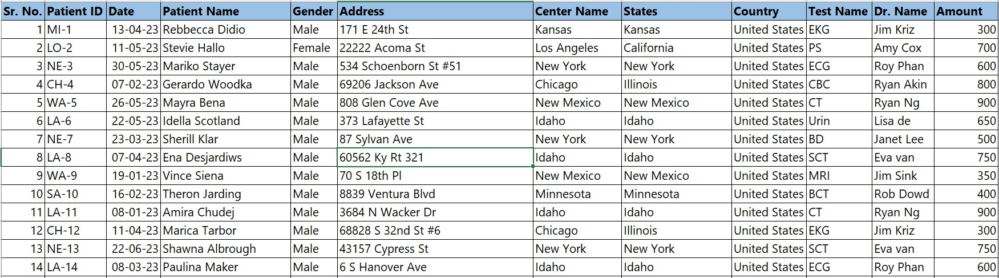 Sr. No. Patient ID Date Patient Name Gender Address Center Name States Country Test Name Dr. Name Amount
1 MI-1 13-04-23 Rebbecca Didio Male 171 E 24th St Kansas Kansas United States EKG Jim Kriz 300
2 LO-2 11-05-23 Stevie Hallo Female 22222 Acoma St Los Angeles California United States PS Amy Cox 700
3 NE-3 30-05-23 Mariko Stayer Male 534 Schoenborn St #51 New York New York United States ECG Roy Phan 600
4 CH-4 07-02-23 Gerardo Woodka Male 69206 Jackson Ave Chicago Illinois United States CBC Ryan Akin 800
5 WA-5 26-05-23 Mayra Bena Male 808 Glen Cove Ave New Mexico New Mexico United States CT Ryan Ng 900
6 LA-6 22-05-23 Idella Scotland Male 373 Lafayette St Idaho Idaho United States Urin Lisa de 650
7 NE-7 23-03-23 Sherill Klar Male 87 Sylvan Ave New York New York United States BD Janet Lee 500
8 LA-8 07-04-23 Ena Desjardiws Male 60562 Ky Rt 321 Idaho Idaho United States SCT Eva van 750
9 WA-9 19-01-23 Vince Siena Male 70 S 18th Pl New Mexico New Mexico United States MRI Jim Sink 350
10 SA-10 16-02-23 Theron Jarding Male 8839 Ventura Blvd Minnesota Minnesota United States BCT Rob Dowd 400
11 LA-11 08-01-23 Amira Chudej Male 3684 N Wacker Dr Idaho Idaho United States CT Ryan Ng 900
12 CH-12 11-04-23 Marica Tarbor Male 68828 S 32nd St #6 Chicago Illinois United States EKG Jim Kriz 300
13 NE-13 22-06-23 Shawna Albrough Male 43157 Cypress St New York New York United States SCT Eva van 750
14 LA-14 08-03-23 Paulina Maker Male 6 S Hanover Ave Idaho Idaho United States ECG Roy Phan 600